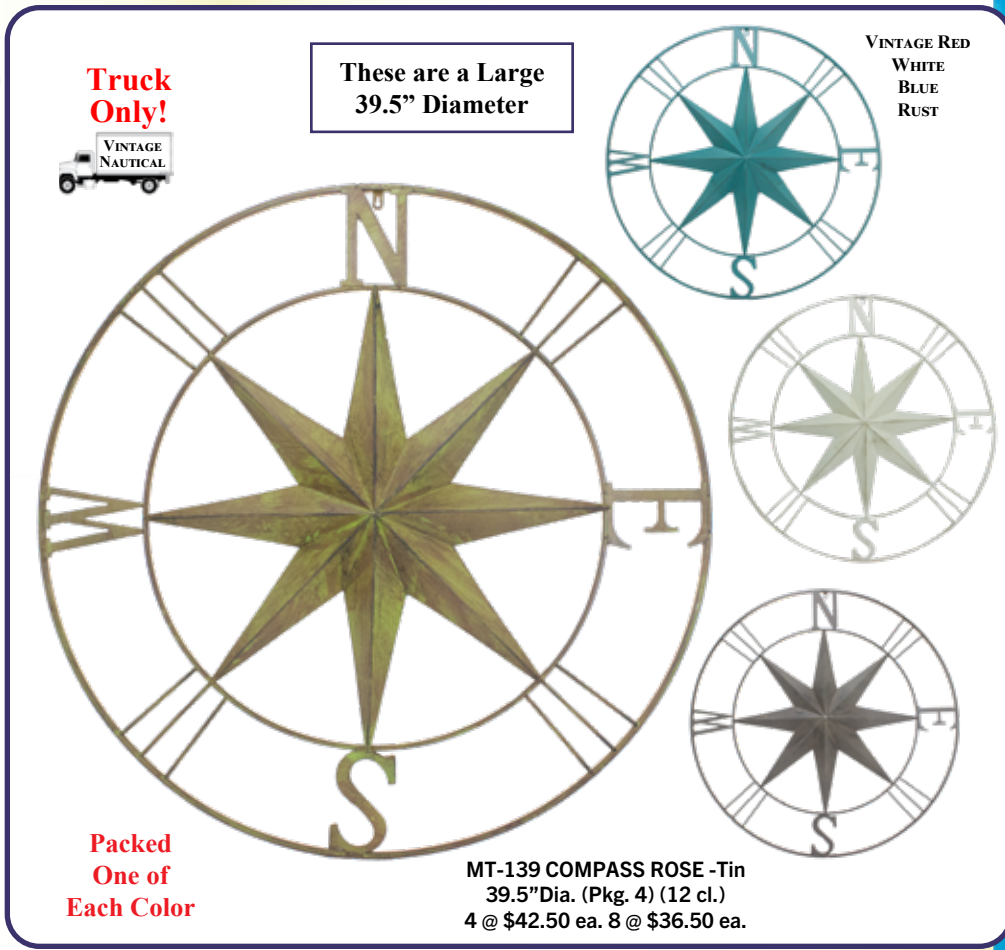 Truck
Only!
VINTAGE
NAUTICAL
These are a Large
39.5” Diameter
VINTAGE RED
WHITE
BLUE
RUST
N
E
S
W
N
E
S
W
N
E
S
W
N
E
S
W
Packed
One of
Each Color
MT-139 COMPASS ROSE -Tin
39.5”Dia. (Pkg. 4) (12 cl.)
4 @ $42.50 ea. 8 @ $36.50 ea.